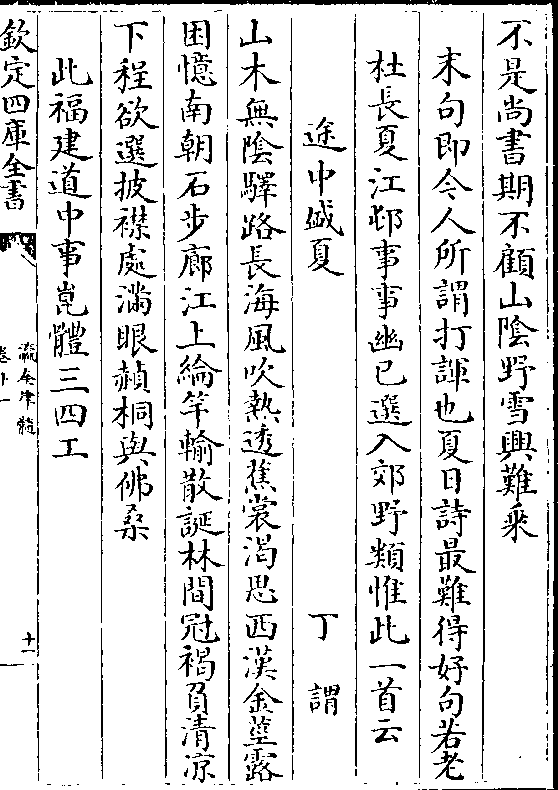 不是尚書期不顧山陰野雪興難乘
末句即今人所謂打諢也夏日詩最難得好句若老
杜長夏江邨事事幽已選入郊野類惟此一首云
途中盛夏 丁謂
山木無陰驛路長海風吹熱透蕉裳渴思西漢金莖露
困憶南朝石步廊江上綸竿輸散誕林間冠褐負清凉
下程欲選披襟處滿眼赬桐與佛桑
此福建道中事崑體三四工
欽定四庫全書
瀛奎律髓
卷十一
十一